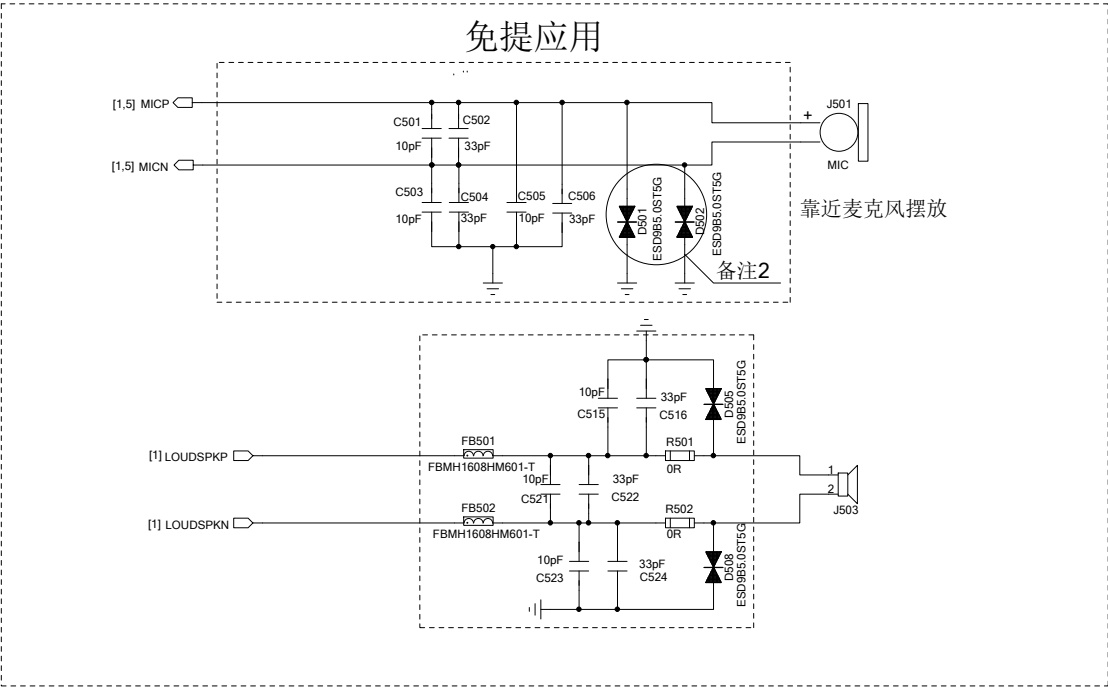 免提应用
[1,5] MICP
[1,5] MICN
C501
10pF
C502
33pF
C503
10pF
C504
33pF
C505
10pF
C506
33pF
D501
ESD9B5.0ST5G
D502
ESD9B5.0ST5G
+
J501
MIC
靠近麦克风摆放
备注2
10pF
C515
33pF
C516
D505
ESD9B5.0ST5G
[1] LOUDSPKP
FB501
FBMH1608HM601-T
R501
0R
10pF
C521
33pF
C522
1
2
J503
[1] LOUDSPKN
FB502
FBMH1608HM601-T
R502
0R
10pF
C523
33pF
C524
D508
ESD9B5.0ST5G